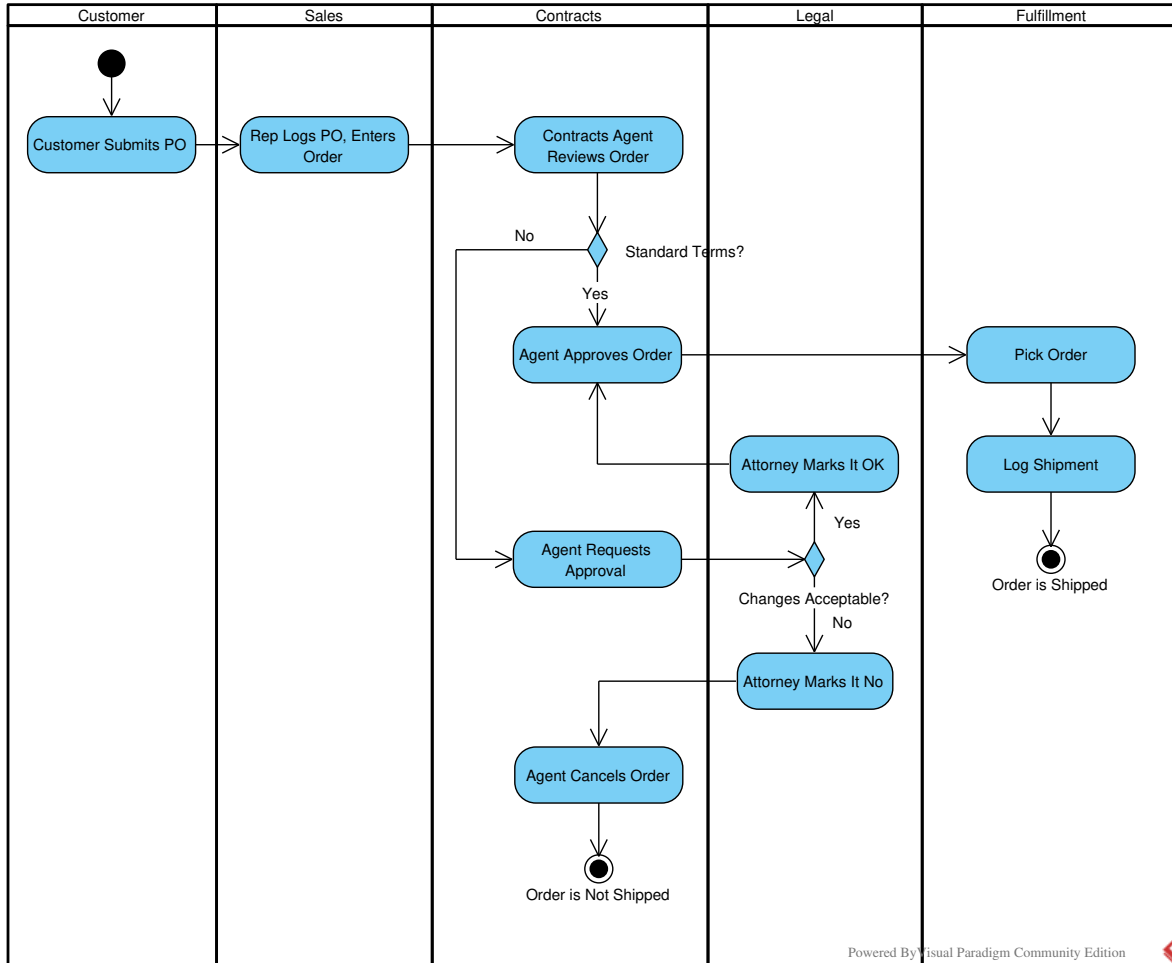 Customer
Sales
Contracts
Legal
Fulfillment
Customer Submits PO
Rep Logs PO, Enters
Order
Contracts Agent
Reviews Order
No
Standard Terms?
Yes
Agent Approves Order
Pick Order
Attorney Marks It OK
Log Shipment
Yes
Agent Requests
Approval
Order is Shipped
Changes Acceptable?
No
Attorney Marks It No
Agent Cancels Order
Order is Not Shipped
Powered By Visual Paradigm Community Edition